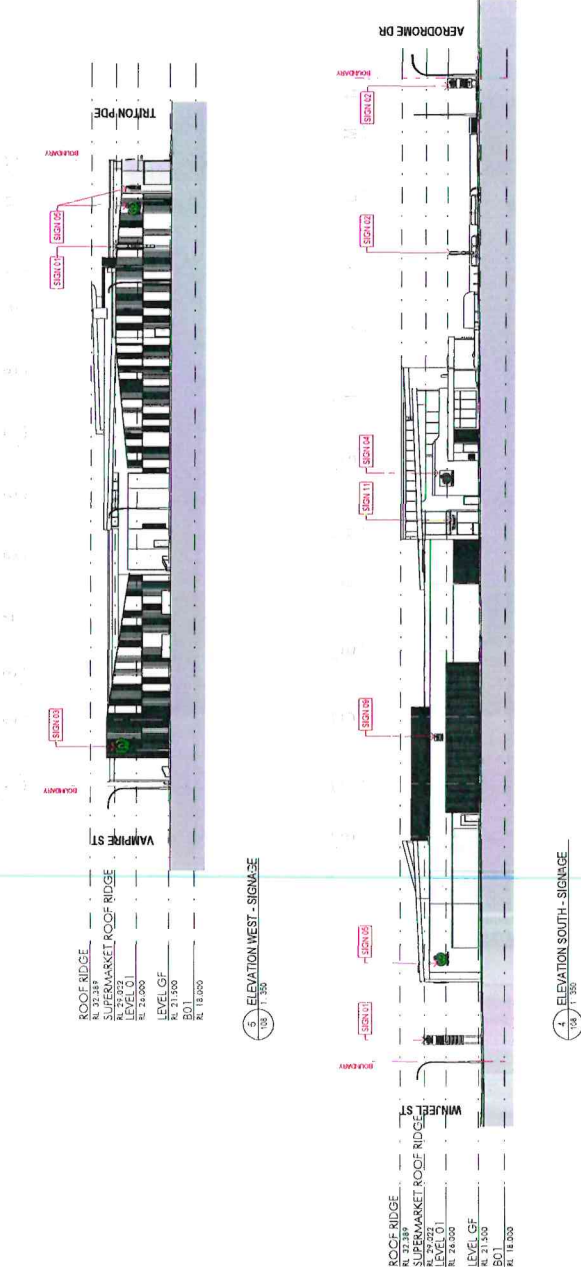 TRITON PDE
BOUNDARY
SIGN 05
SIGN 01
SIGN 03
BOUNDARY
VAMPIRE ST
ROOF RIDGE
RL 32.389
SUPERMARKET ROOF RIDGE
RL 29.022
LEVEL 01
RL 26.000
LEVEL GF
RL 21.500
B01
RL 18.000
5
108
ELEVATION WEST - SIGNAGE
1 : 350
AERODROME DR
BOUNDARY
SIGN 02
SIGN 02
SIGN 04
SIGN 11
SIGN 09
SIGN 05
SIGN 01
BOUNDARY
WINJEEL ST
ROOF RIDGE
RL 32.389
SUPERMARKET ROOF RIDGE
RL 29.022
LEVEL 01
RL 26.000
LEVEL GF
RL 21.500
B01
RL 18.000
4
108
ELEVATION SOUTH - SIGNAGE
1 : 350